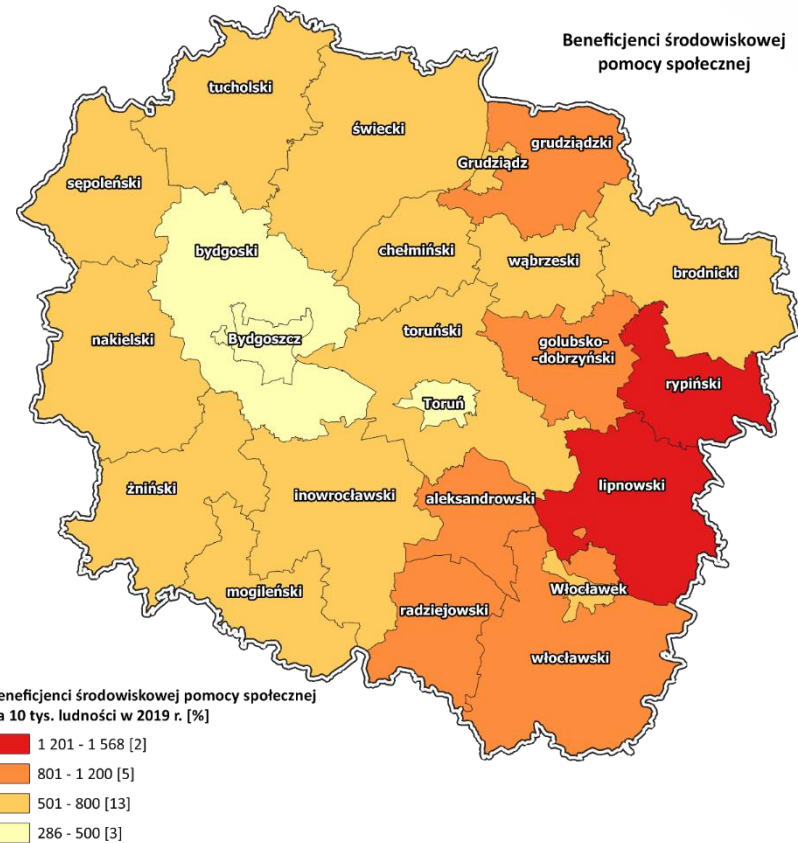 Beneficjenci środowiskowej
pomocy społecznej
tucholski
świecki
grudziądzki
Grudziądz
sępoleński
bydgoski
chełmiński
wąbrzeski
brodnicki
nakielski
Bydgoszcz
toruński
golubsko-
-dobrzyński
rypiński
Toruń
żniński
inowrocławski
aleksandrowski
lipnowski
mogileński
Włocławek
radziejowski
włocławski
eneficjenci środowiskowej pomocy społecznej
a 10 tys. ludności w 2019 r. [%]
1 201 - 1 568 [2]
801 - 1 200 [5]
501 - 800 [13]
286 - 500 [3]